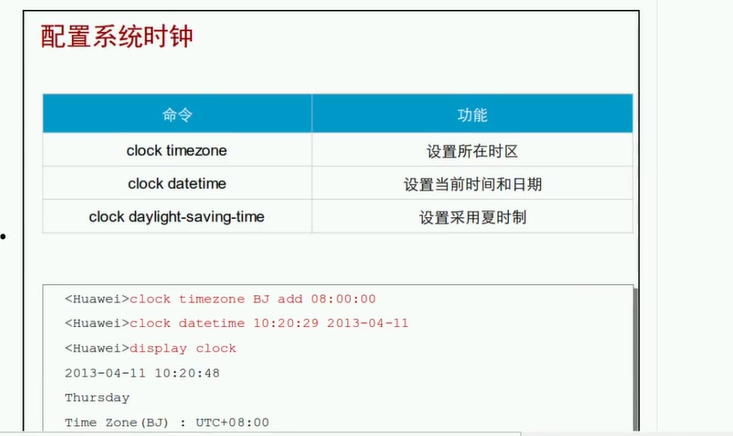 配置系统时钟
命令 功能
clock timezone 设置所在时区
clock datetime 设置当前时间和日期
clock daylight-saving-time 设置采用夏时制
<Huawei>clock timezone BJ add 08:00:00
<Huawei>clock datetime 10:20:29 2013-04-11
<Huawei>display clock
2013-04-11 10:20:48
Thursday
Time Zone(BJ) : UTC+08:00